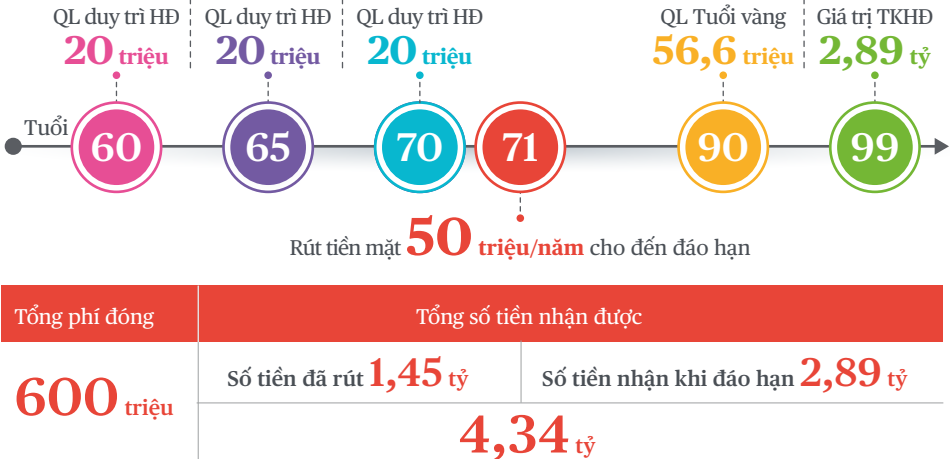 QL duy trì HĐ
20 triệu
QL duy trì HĐ
20 triệu
QL duy trì HĐ
20 triệu
QL Tuổi vàng
56,6 triệu
Giá trị TKHĐ
2,89 tỷ
Tuổi
60
65
70
71
90
99
Rút tiền mặt 50 triệu/năm cho đến đáo hạn
Tổng phí đóng
Tổng số tiền nhận được
600 triệu
Số tiền đã rút 1,45 tỷ
Số tiền nhận khi đáo hạn 2,89 tỷ
4,34 tỷ